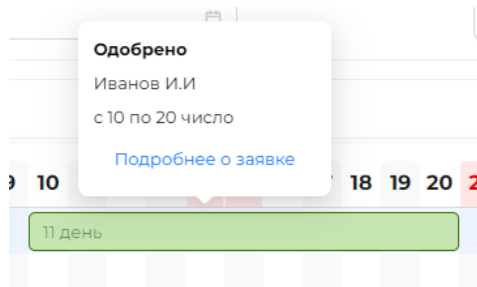 Одобрено
Иванов И.И
с 10 по 20 число
Подробнее о заявке
10 18 19 20
11 день